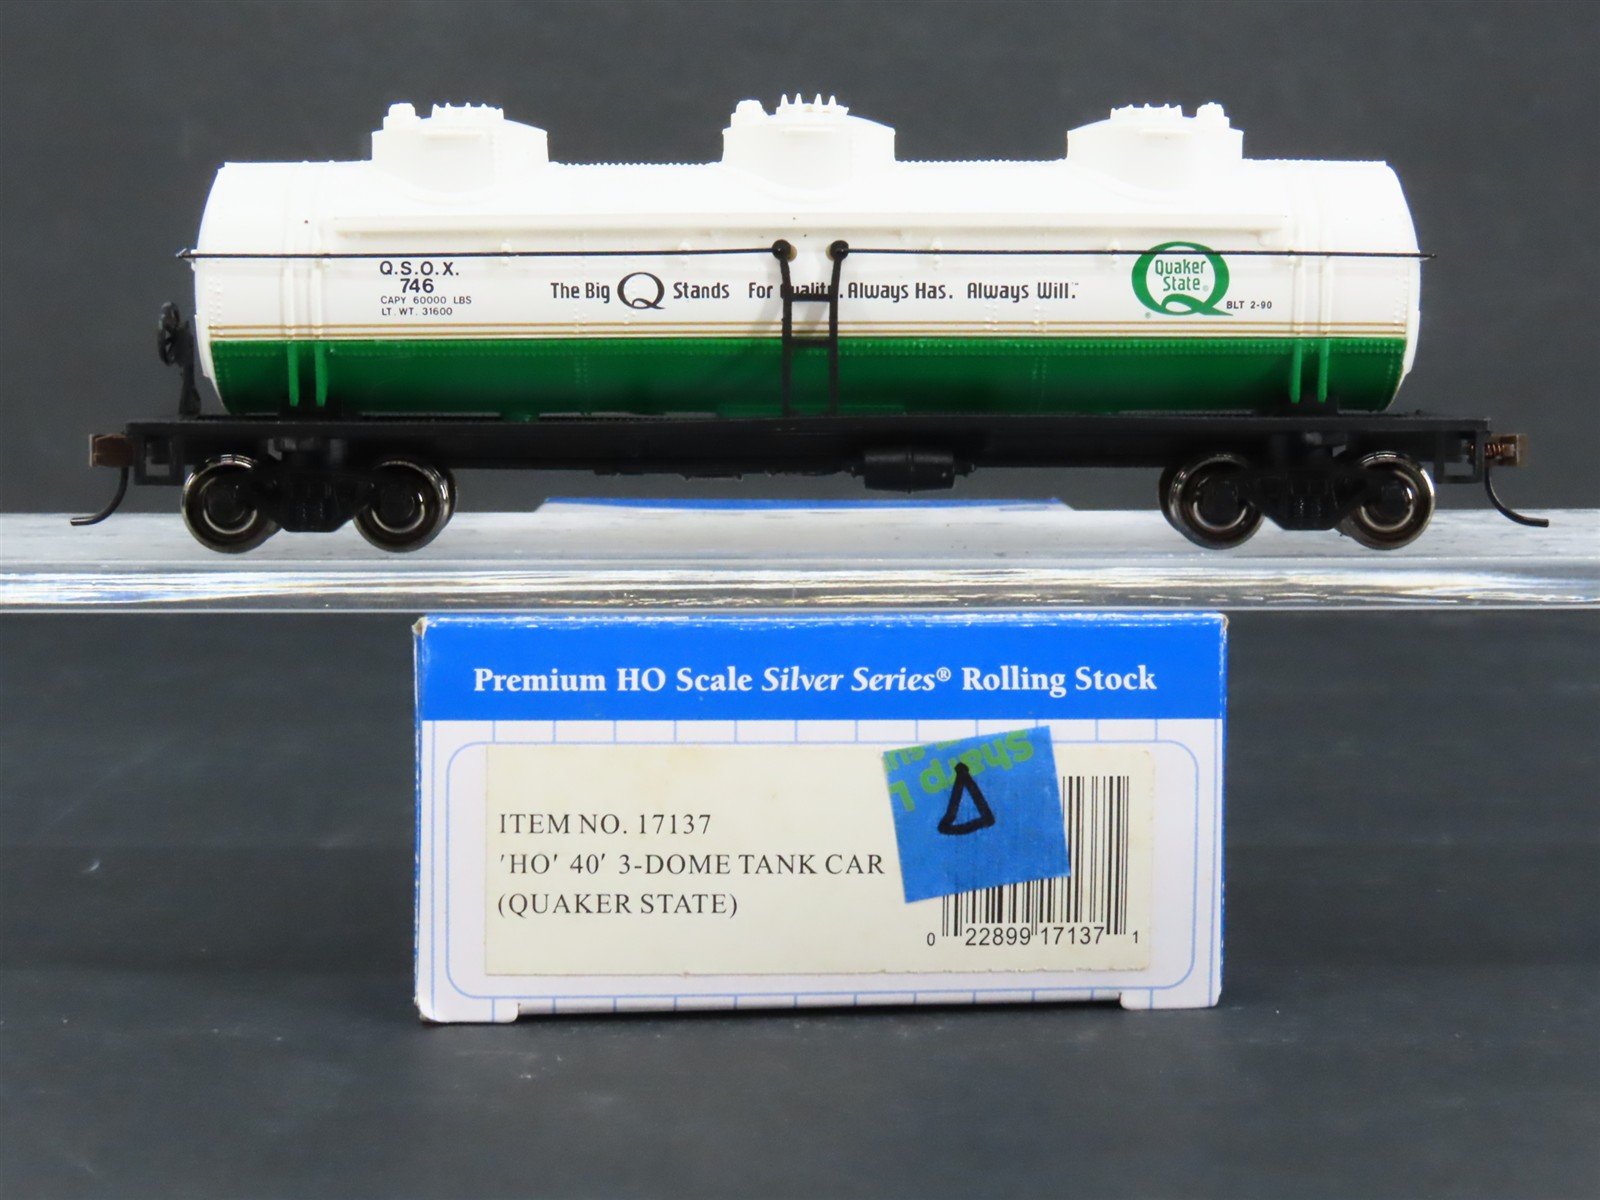 Q.S.O.X.
746
CAPY 60000 LBS
LT. WT. 31600
The Big Q Stands For Quality. Always Has. Always Will.™
Quaker
State®
®
BLT 2-90
Premium HO Scale Silver Series® Rolling Stock
ITEM NO. 17137
'HO' 40' 3-DOME TANK CAR
(QUAKER STATE)
Sharp L
0 22899 17137 1